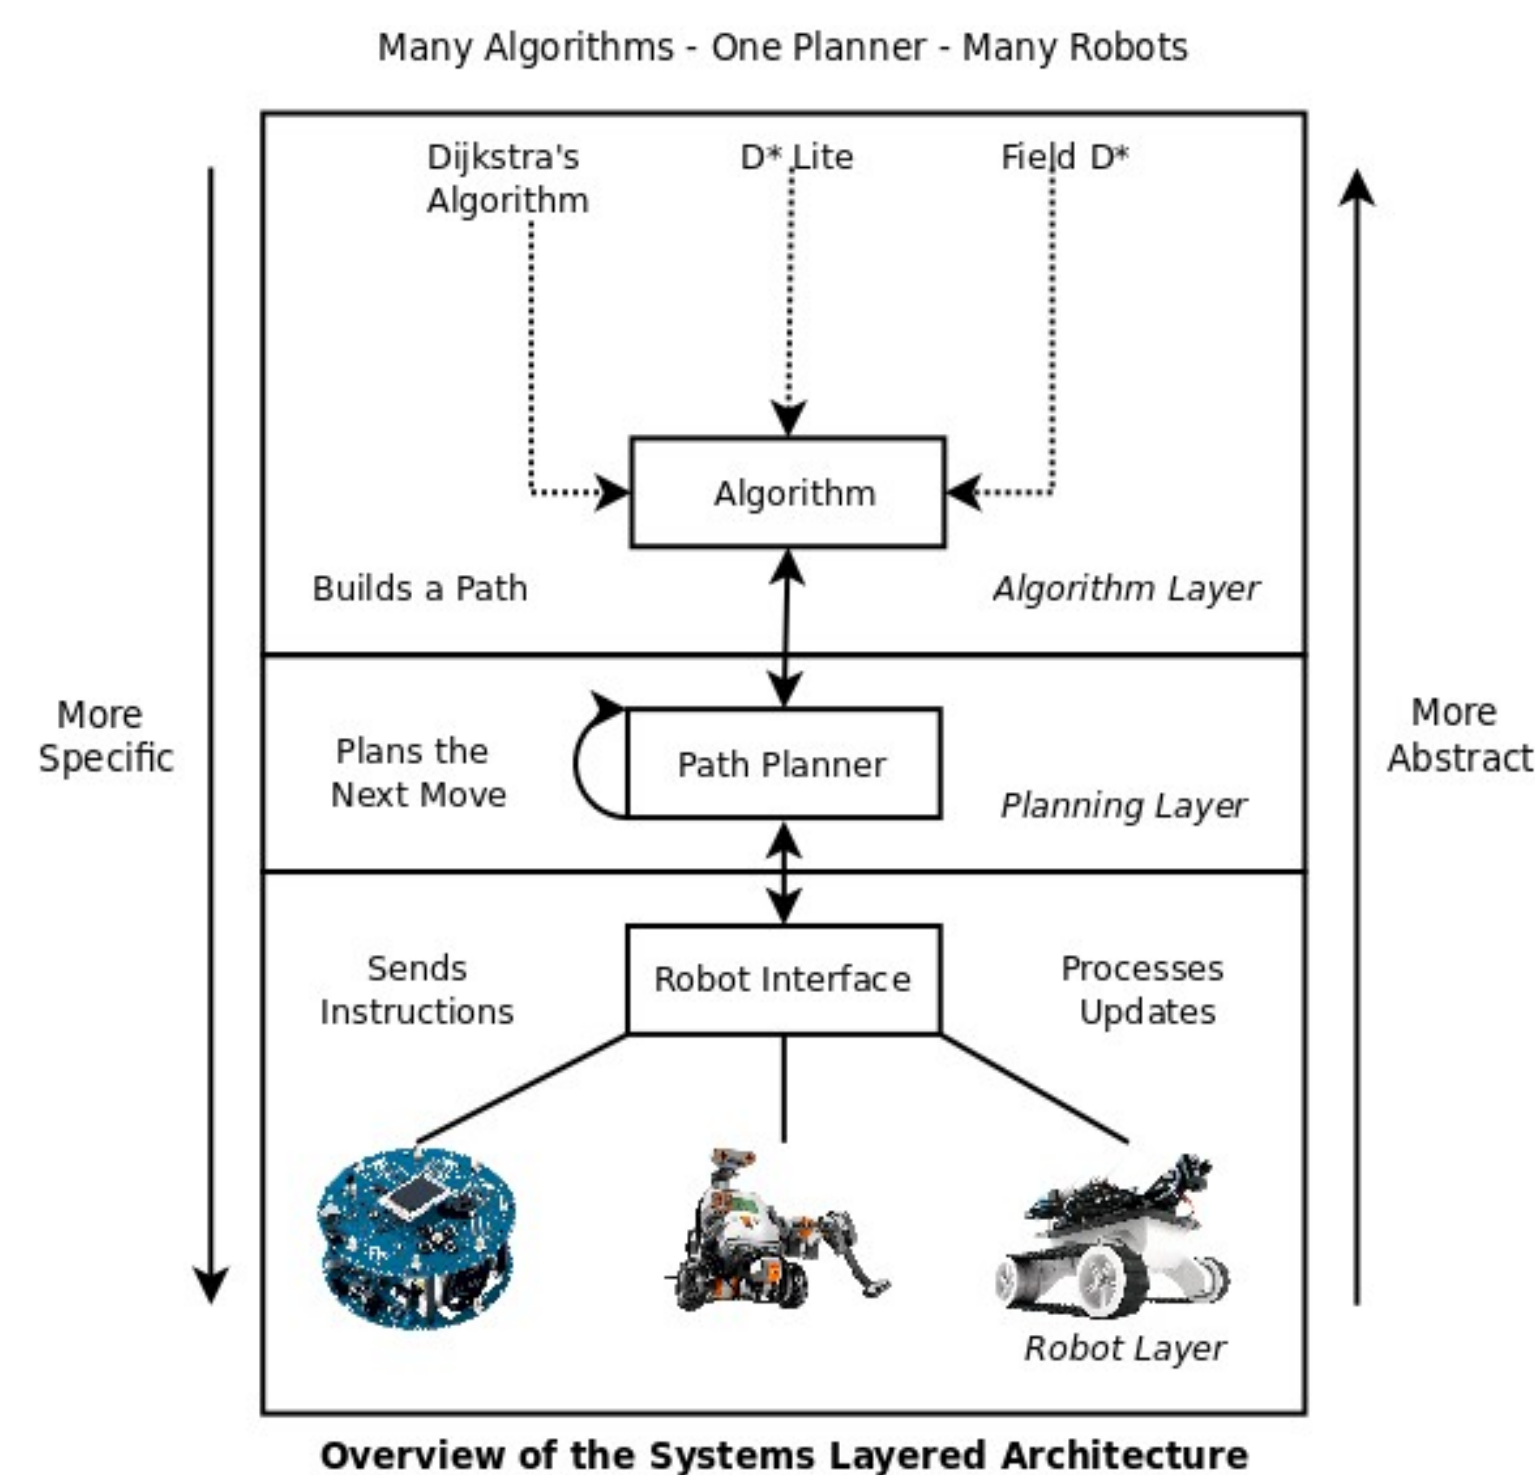 Many Algorithms - One Planner - Many Robots
Dijkstra's
Algorithm
D* Lite
Field D*
Algorithm
Builds a Path
Algorithm Layer
More
Specific
More
Abstract
Plans the
Next Move
Path Planner
Planning Layer
Sends
Instructions
Robot Interface
Processes
Updates
Robot Layer
Overview of the Systems Layered Architecture